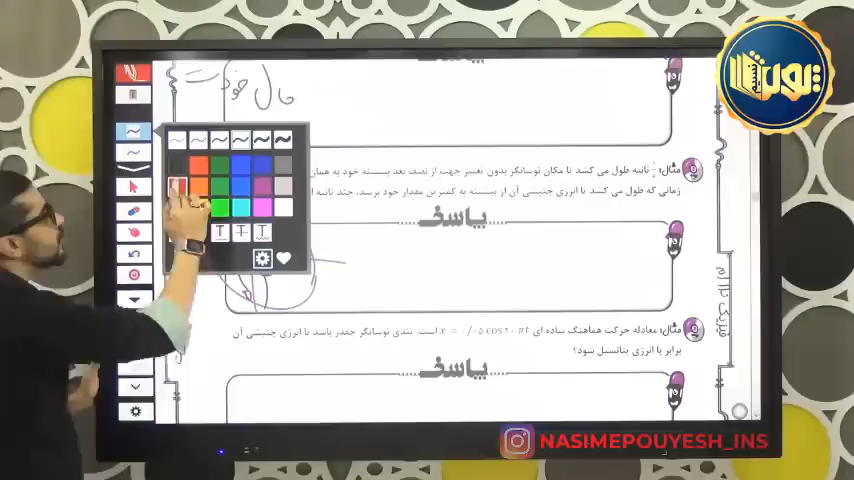 حال خودت
مثال: ۱/۶ ثانیه طول می کشد تا مکان نوسانگر بدون تغییر جهت از نصف بعد بیشینه خود به همان
زمانی که طول می کشد تا انرژی جنبشی آن از بیشینه به کمترین مقدار خود برسد، چند ثانیه ا
پاسخ
مثال: معادله حرکت هماهنگ ساده ای x = ۰/۰۵ cos ۲۰ πt است. تندی نوسانگر چقدر باشد تا انرژی جنبشی آن
برابر با انرژی پتانسیل شود؟
پاسخ
NASIMEPOUYESH_INS